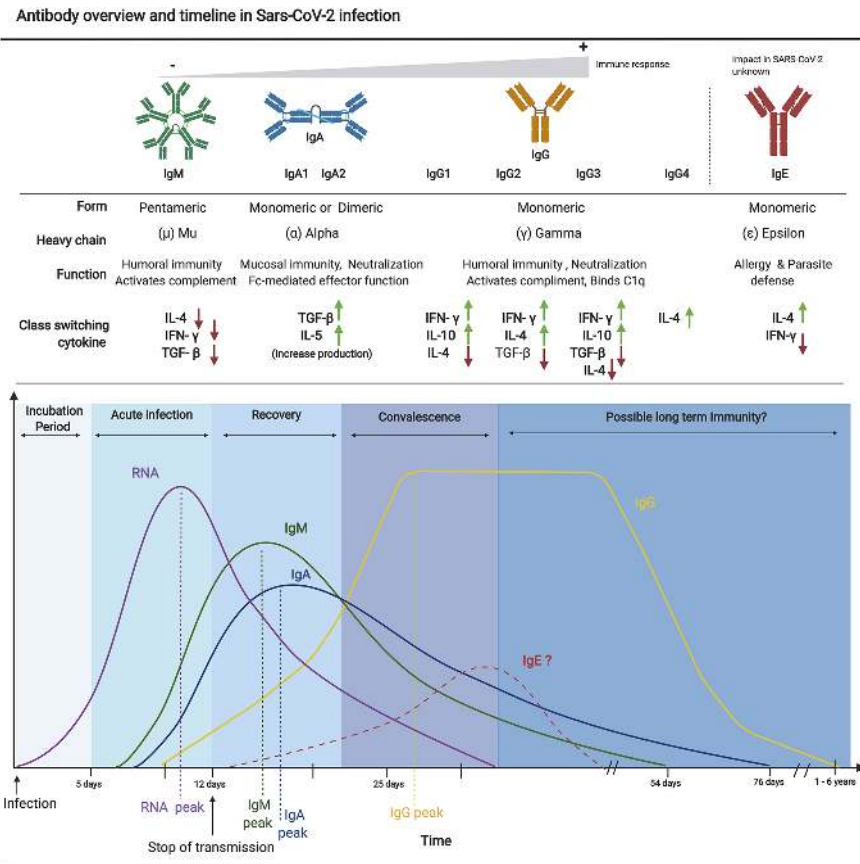 Antibody overview and timeline in Sars-CoV-2 infection
-
+
Immune response
Impact in SARS-CoV-2
unknown
IgA
IgG
IgM
IgA1 IgA2
IgG1
IgG2
IgG3
IgG4
IgE
Form
Pentameric
Monomeric or Dimeric
Monomeric
Monomeric
Heavy chain
(μ) Mu
(α) Alpha
(γ) Gamma
(ε) Epsilon
Function
Humoral immunity
Activates complement
Mucosal immunity, Neutralization
Fc-mediated effector function
Humoral immunity , Neutralization
Activates compliment, Binds C1q
Allergy & Parasite
defense
Class switching
cytokine
IL-4
IFN- γ
TGF- β
TGF-β
IL-5
(Increase production)
IFN- γ
IL-10
IL-4
IFN- γ
IL-4
TGF-β
IFN- γ
IL-10
TGF-β
IL-4
IL-4
IL-4
IFN-γ
Incubation
Period
Acute infection
Recovery
Convalescence
Possible long term Immunity?
RNA
IgM
IgA
IgG
IgE ?
5 days
12 days
25 days
54 days
76 days
1 - 6 years
Infection
RNA peak
IgM
peak
IgA
peak
IgG peak
Stop of transmission
Time